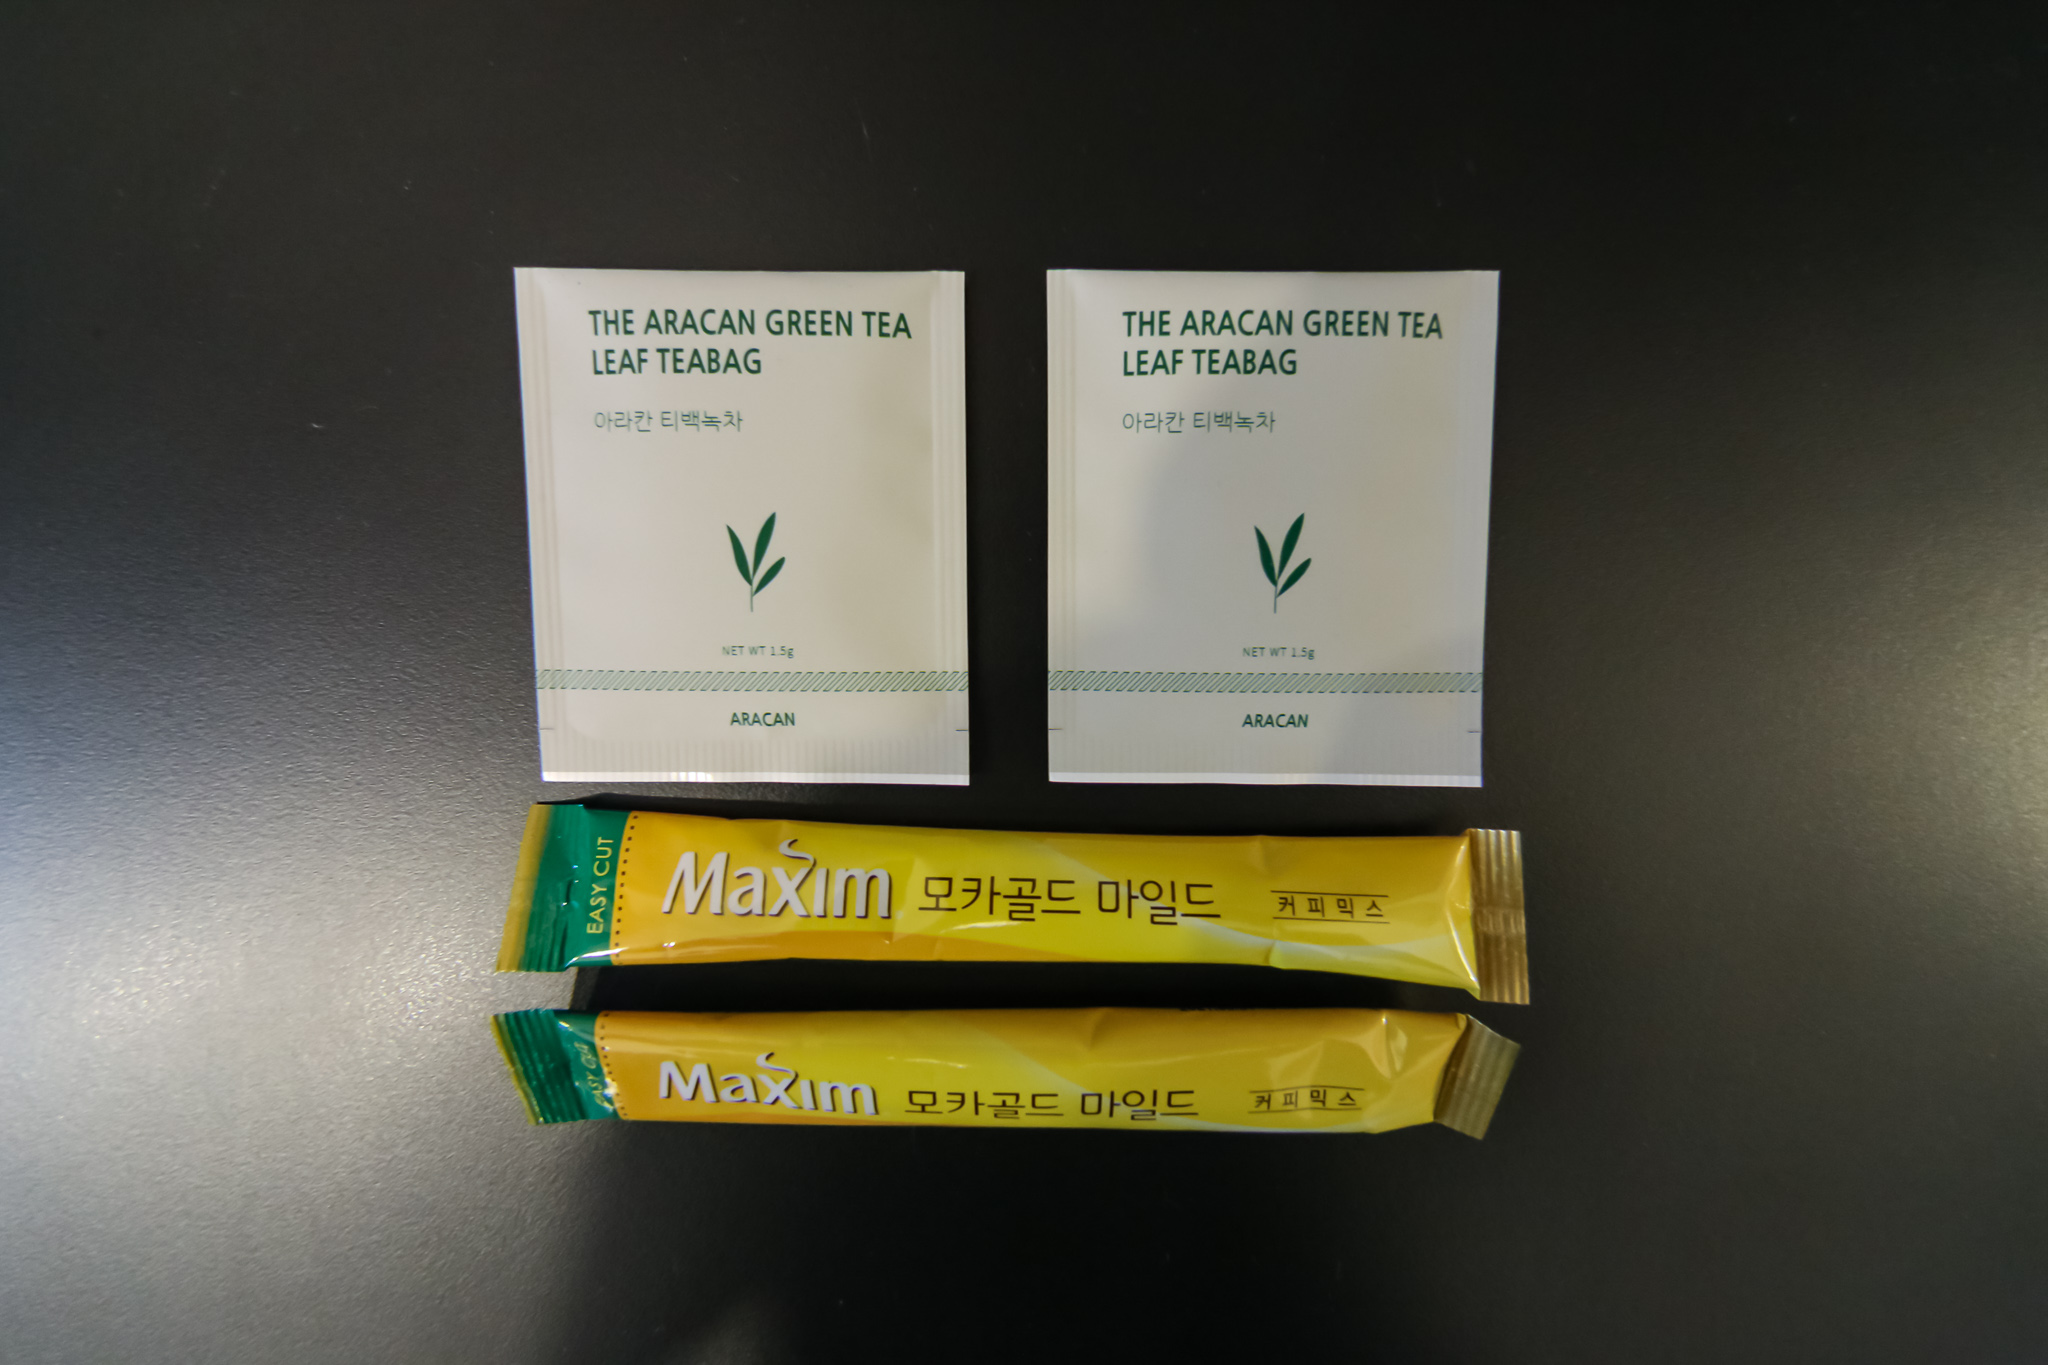 THE ARACAN GREEN TEA
LEAF TEABAG
아라칸 티백녹차
NET WT 1.5g
ARACAN
THE ARACAN GREEN TEA
LEAF TEABAG
아라칸 티백녹차
NET WT 1.5g
ARACAN
EASY CUT
Maxim 모카골드 마일드 커피믹스
EASY CUT
Maxim 모카골드 마일드 커피믹스